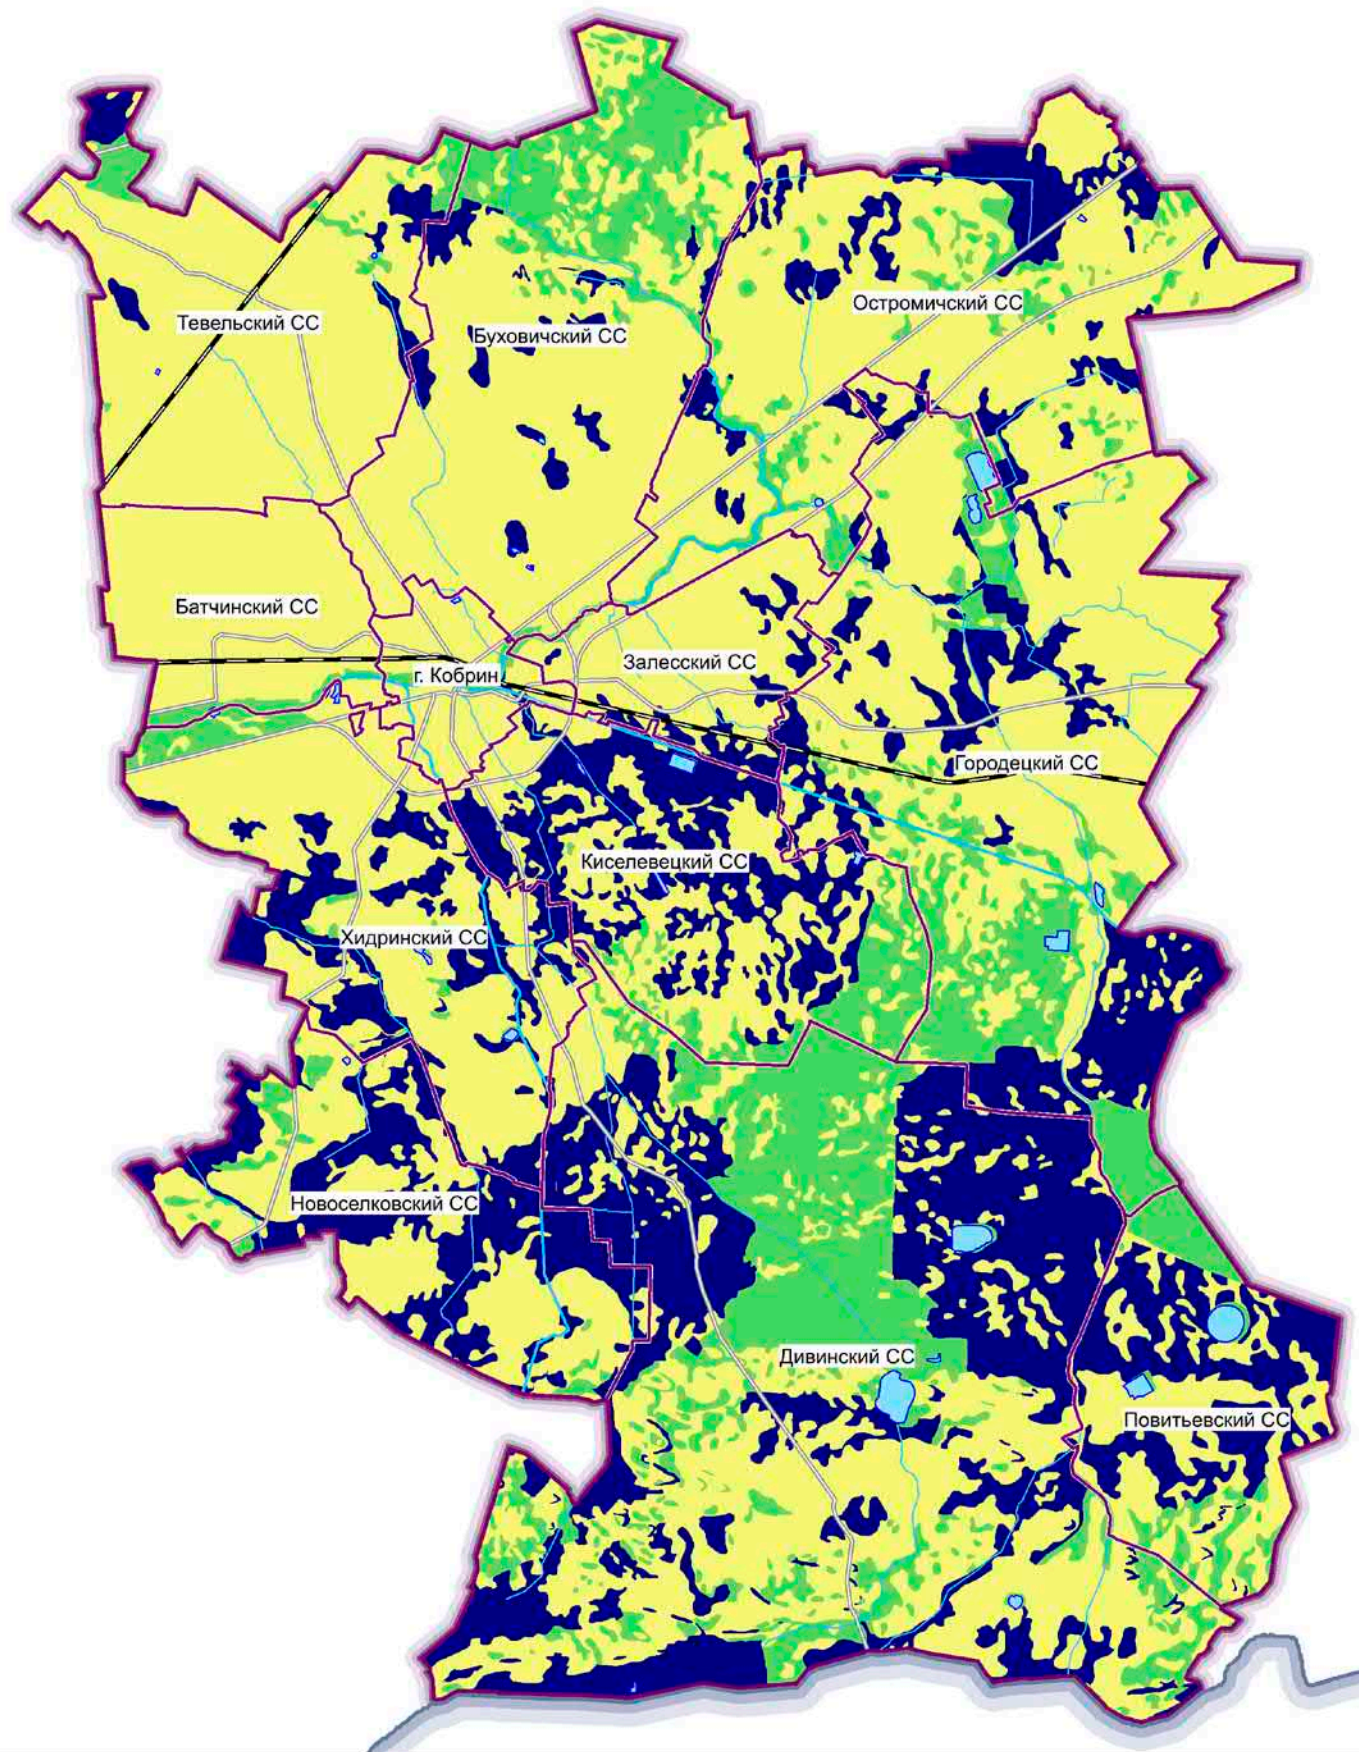 Остромичский СС
Тевельский СС
Буховичский СС
Батчинский СС
Залесский СС
г. Кобрин
Городецкий СС
Киселевецкий СС
Хидринский СС
Новоселковский СС
Дивинский СС
Повитьевский СС